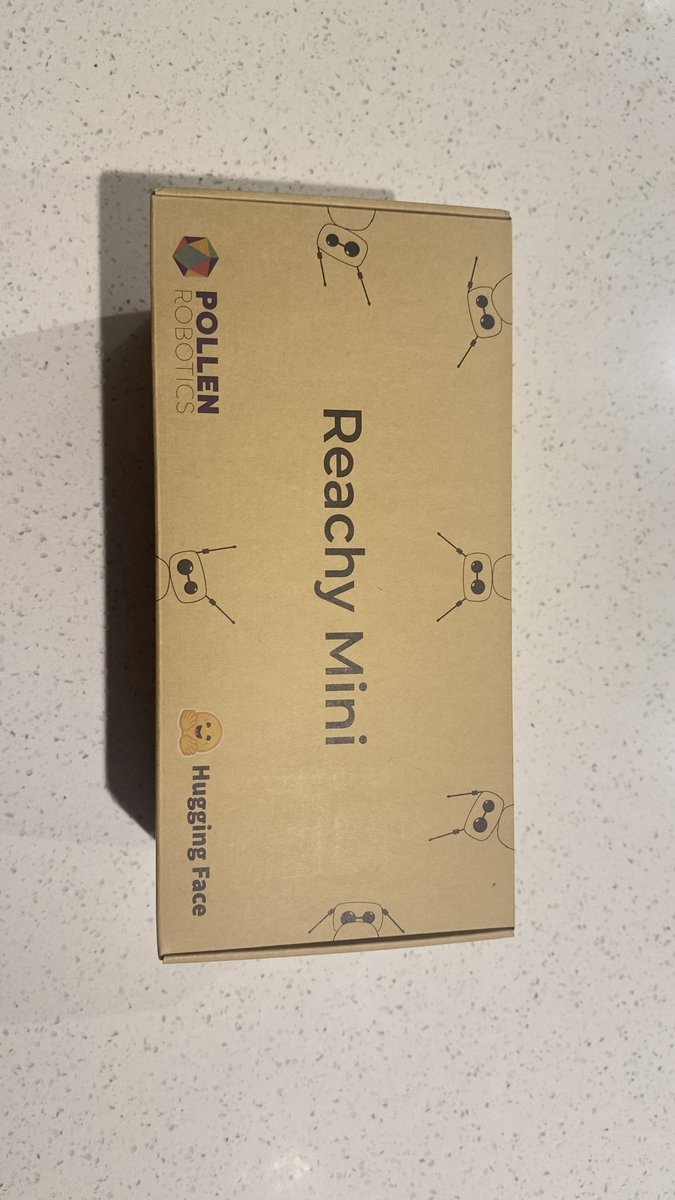 Reachy Mini
POLLEN
ROBOTICS
Hugging Face